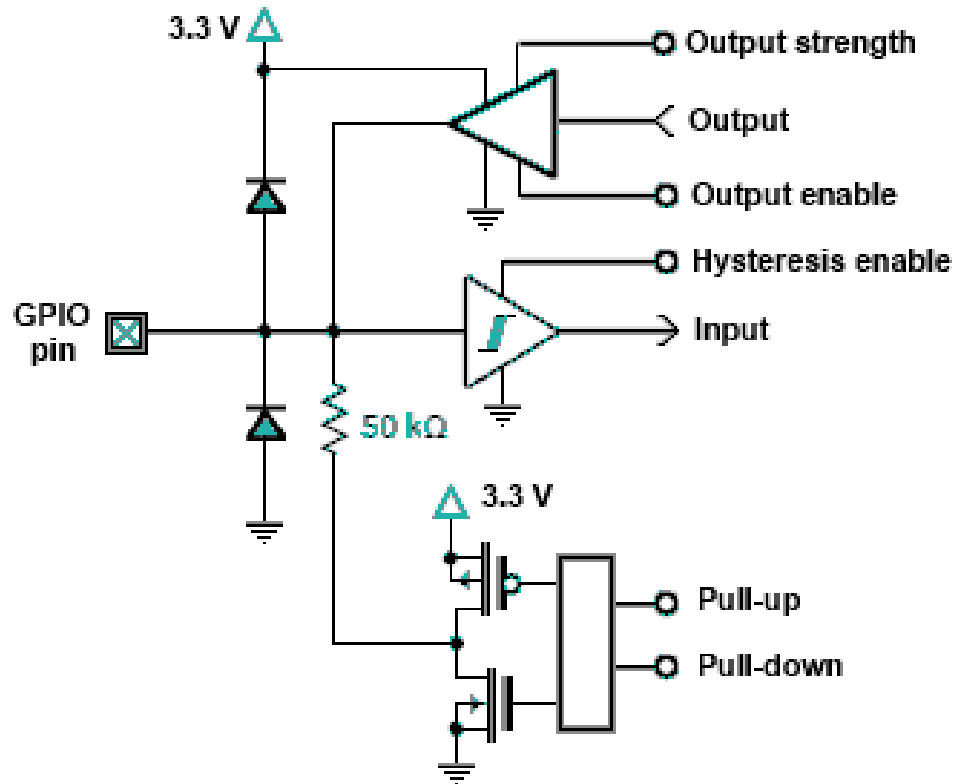 3.3 V
Output strength
Output
Output enable
Hysteresis enable
GPIO
pin
Input
50 kΩ
3.3 V
Pull-up
Pull-down